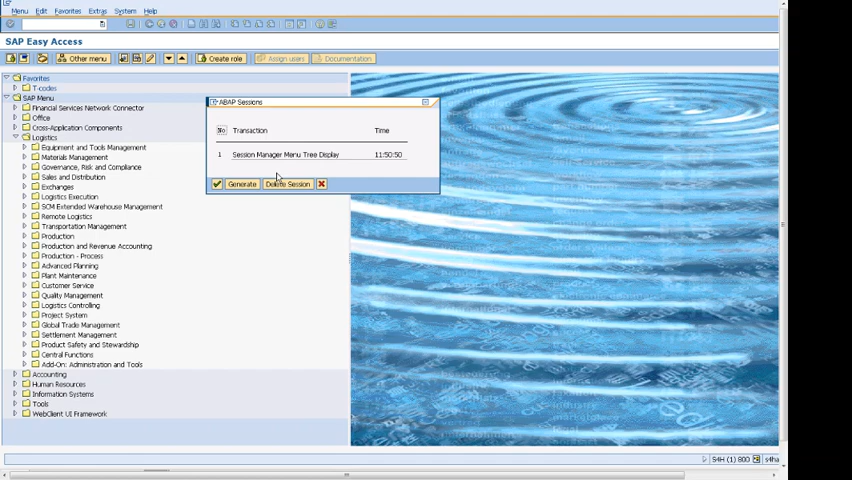 Menu Edit Favorites Extras System Help
SAP Easy Access
Other menu Create role Assign users Documentation
Favorites
T-codes
SAP Menu
Financial Services Network Connector
Office
Cross-Application Components
Logistics
Equipment and Tools Management
Materials Management
Governance, Risk and Compliance
Sales and Distribution
Exchanges
Logistics Execution
SCM Extended Warehouse Management
Remote Logistics
Transportation Management
Production
Production and Revenue Accounting
Production - Process
Advanced Planning
Plant Maintenance
Customer Service
Quality Management
Logistics Controlling
Project System
Global Trade Management
Settlement Management
Product Safety and Stewardship
Central Functions
Add-On: Administration and Tools
Accounting
Human Resources
Information Systems
Tools
WebClient UI Framework
ABAP Sessions
No Transaction Time
1 Session Manager Menu Tree Display 11:50:50
Generate Delete Session
S4H (1) 800 s4ha